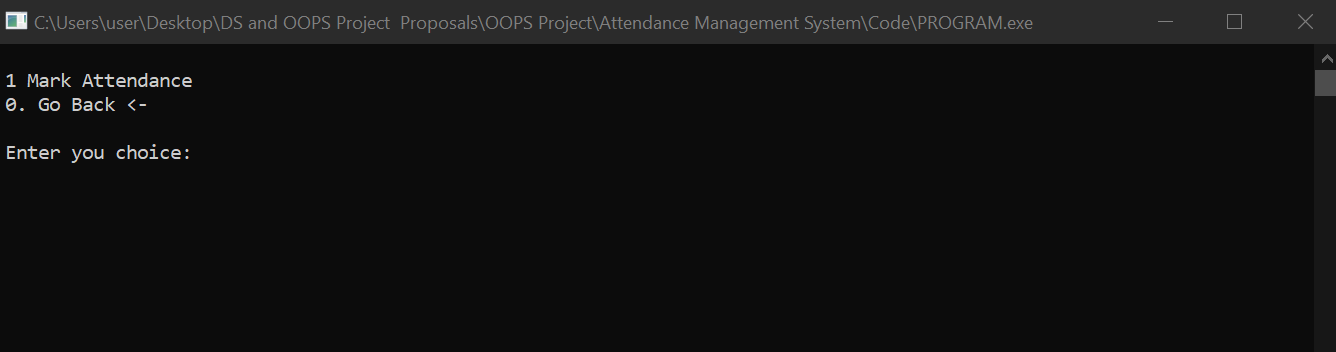 C:\Users\user\Desktop\DS and OOPS Project  Proposals\OOPS Project\Attendance Management System\Code\PROGRAM.exe
1 Mark Attendance
0. Go Back <-
Enter you choice: